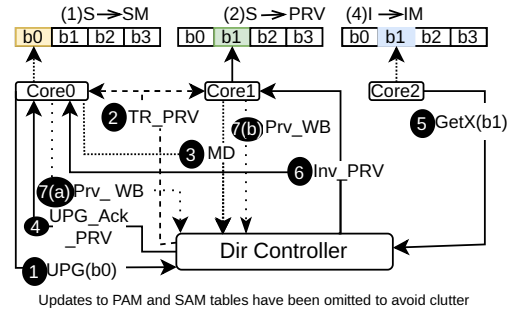 (1)S→SM (2)S→PRV (4)I→IM
b0 b1 b2 b3 b0 b1 b2 b3 b0 b1 b2 b3
Core0 Core1 Core2
2 TR_PRV
7(b) Prv_WB
5 GetX(b1)
3 MD
6 Inv_PRV
7(a) Prv_ WB
4 UPG_Ack
_PRV
Dir Controller
1 UPG(b0)
Updates to PAM and SAM tables have been omitted to avoid clutter